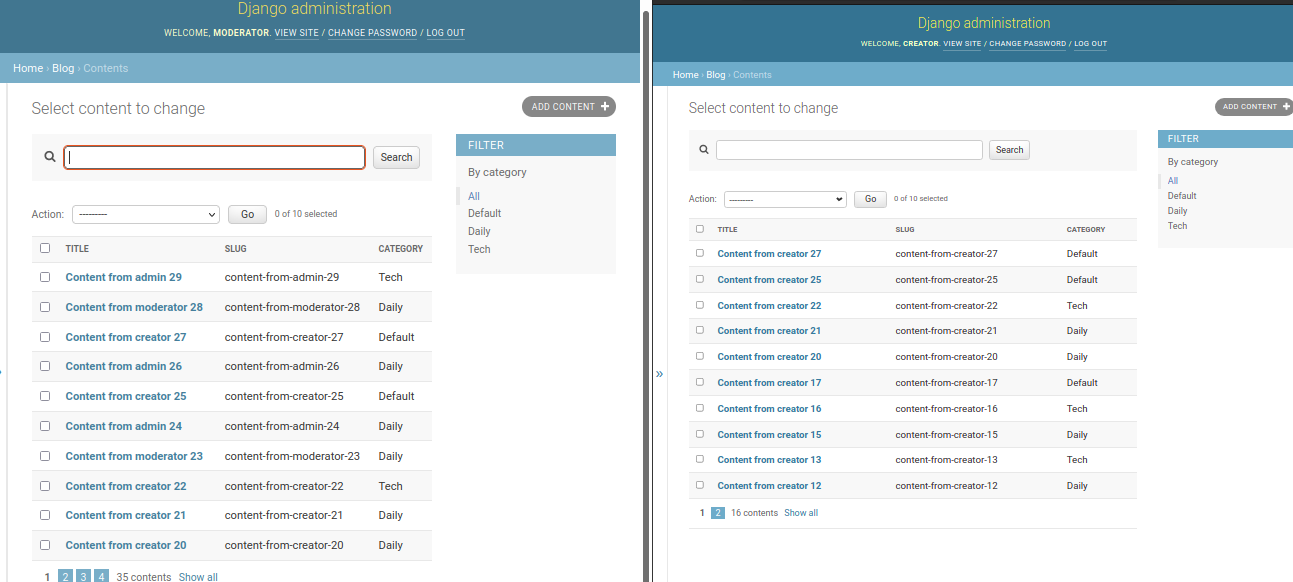 Django administration
WELCOME, MODERATOR. VIEW SITE / CHANGE PASSWORD / LOG OUT
Home › Blog › Contents
Select content to change
ADD CONTENT +
Search
FILTER
By category
All
Default
Daily
Tech
Action: --------- Go 0 of 10 selected
TITLE SLUG CATEGORY
Content from admin 29 content-from-admin-29 Tech
Content from moderator 28 content-from-moderator-28 Daily
Content from creator 27 content-from-creator-27 Default
Content from admin 26 content-from-admin-26 Daily
Content from creator 25 content-from-creator-25 Default
Content from admin 24 content-from-admin-24 Daily
Content from moderator 23 content-from-moderator-23 Daily
Content from creator 22 content-from-creator-22 Tech
Content from creator 21 content-from-creator-21 Daily
Content from creator 20 content-from-creator-20 Daily
1 2 3 4 35 contents Show all
Django administration
WELCOME, CREATOR. VIEW SITE / CHANGE PASSWORD / LOG OUT
Home › Blog › Contents
»
Select content to change
ADD CONTENT +
Search
FILTER
By category
All
Default
Daily
Tech
Action: --------- Go 0 of 10 selected
TITLE SLUG CATEGORY
Content from creator 27 content-from-creator-27 Default
Content from creator 25 content-from-creator-25 Default
Content from creator 22 content-from-creator-22 Tech
Content from creator 21 content-from-creator-21 Daily
Content from creator 20 content-from-creator-20 Daily
Content from creator 17 content-from-creator-17 Default
Content from creator 16 content-from-creator-16 Tech
Content from creator 15 content-from-creator-15 Daily
Content from creator 13 content-from-creator-13 Tech
Content from creator 12 content-from-creator-12 Daily
1 2 16 contents Show all